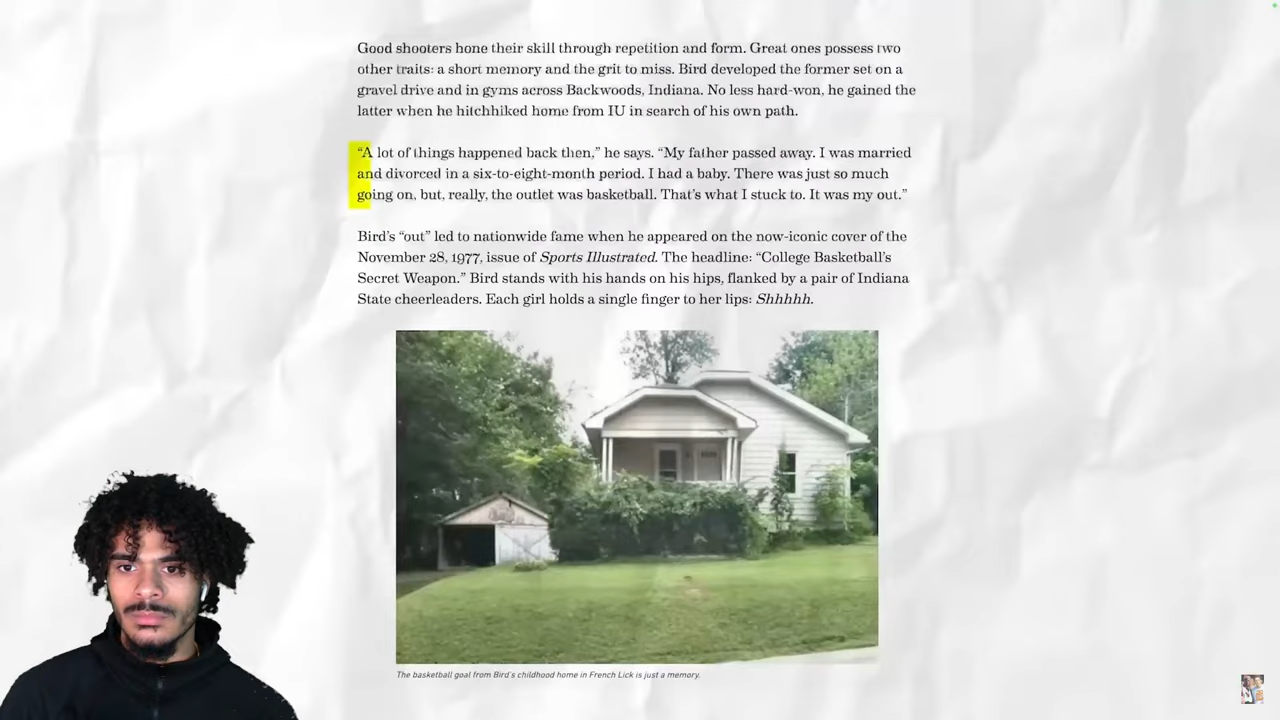 Good shooters hone their skill through repetition and form. Great ones possess two
other traits: a short memory and the grit to miss. Bird developed the former set on a
gravel drive and in gyms across Backwoods, Indiana. No less hard-won, he gained the
latter when he hitchhiked home from IU in search of his own path.
“A lot of things happened back then,” he says. “My father passed away. I was married
and divorced in a six-to-eight-month period. I had a baby. There was just so much
going on, but, really, the outlet was basketball. That’s what I stuck to. It was my out.”
Bird’s “out” led to nationwide fame when he appeared on the now-iconic cover of the
November 28, 1977, issue of Sports Illustrated. The headline: “College Basketball’s
Secret Weapon.” Bird stands with his hands on his hips, flanked by a pair of Indiana
State cheerleaders. Each girl holds a single finger to her lips: Shhhhh.
The basketball goal from Bird’s childhood home in French Lick is just a memory.